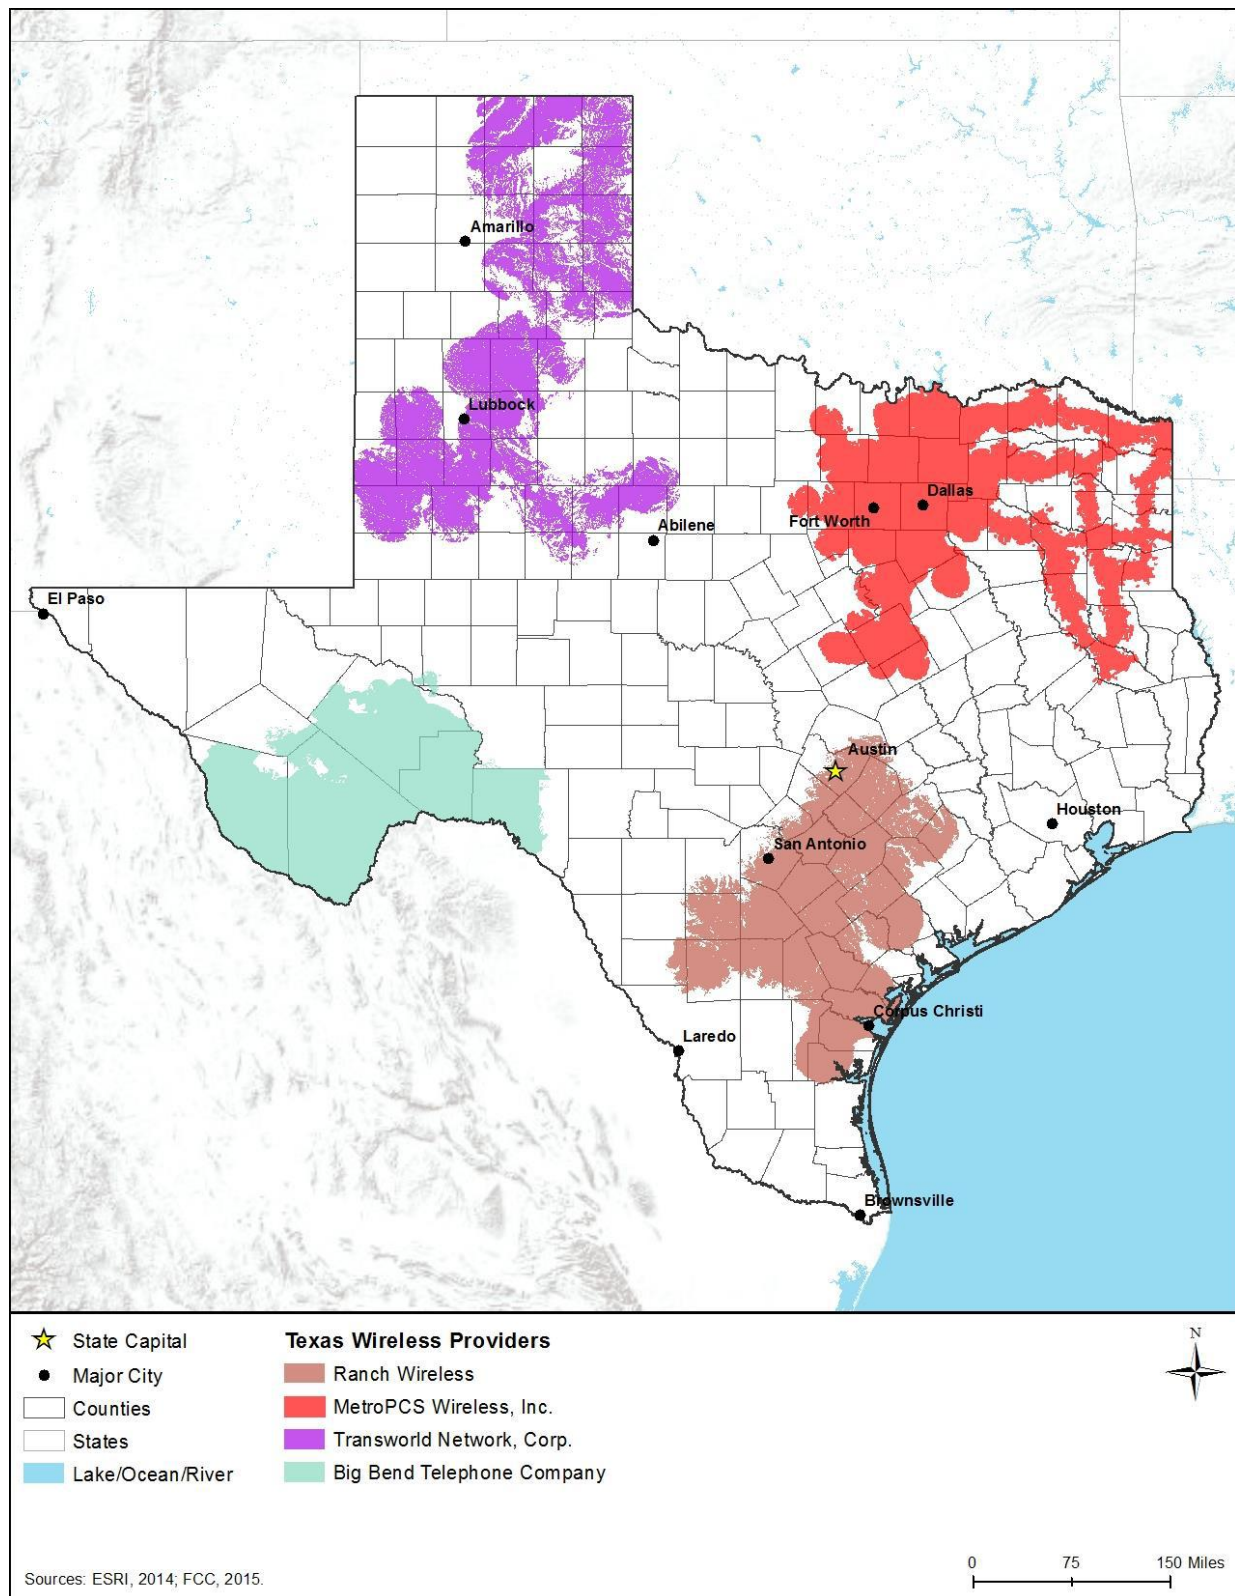 Amarillo
Lubbock
Dallas
Fort Worth
Abilene
El Paso
Austin
Houston
San Antonio
Corpus Christi
Laredo
Brownsville
State Capital
Major City
Counties
States
Lake/Ocean/River
Texas Wireless Providers
Ranch Wireless
MetroPCS Wireless, Inc.
Transworld Network, Corp.
Big Bend Telephone Company
N
0 75 150 Miles
Sources: ESRI, 2014; FCC, 2015.